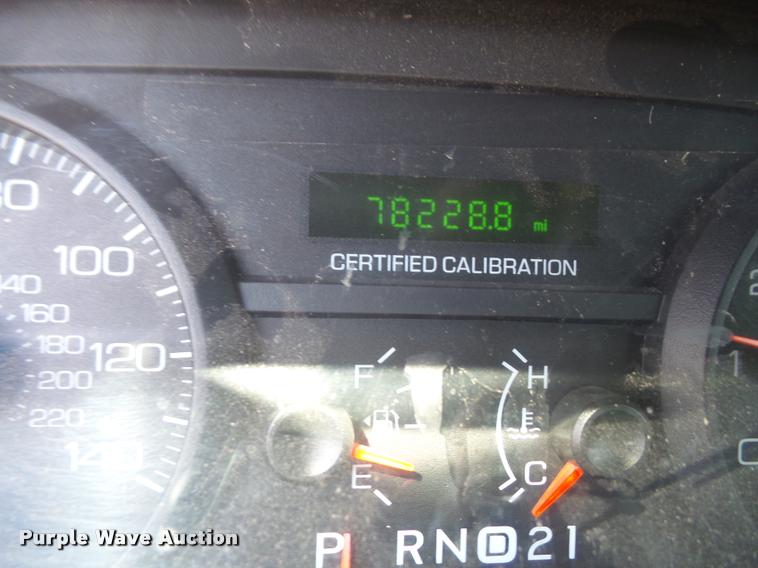 78228.8 mi
CERTIFIED CALIBRATION
80
100
120
140
140
160
180
200
220
F
E
H
C
2
1
P RND21
Purple Wave Auction